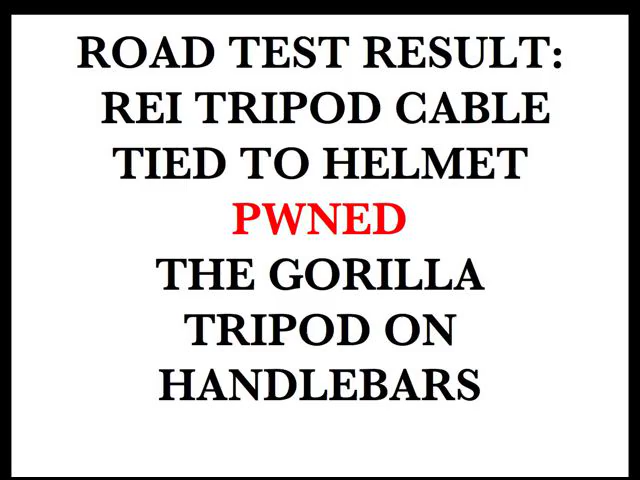 ROAD TEST RESULT:
REI TRIPOD CABLE
TIED TO HELMET
PWNED
THE GORILLA
TRIPOD ON
HANDLEBARS